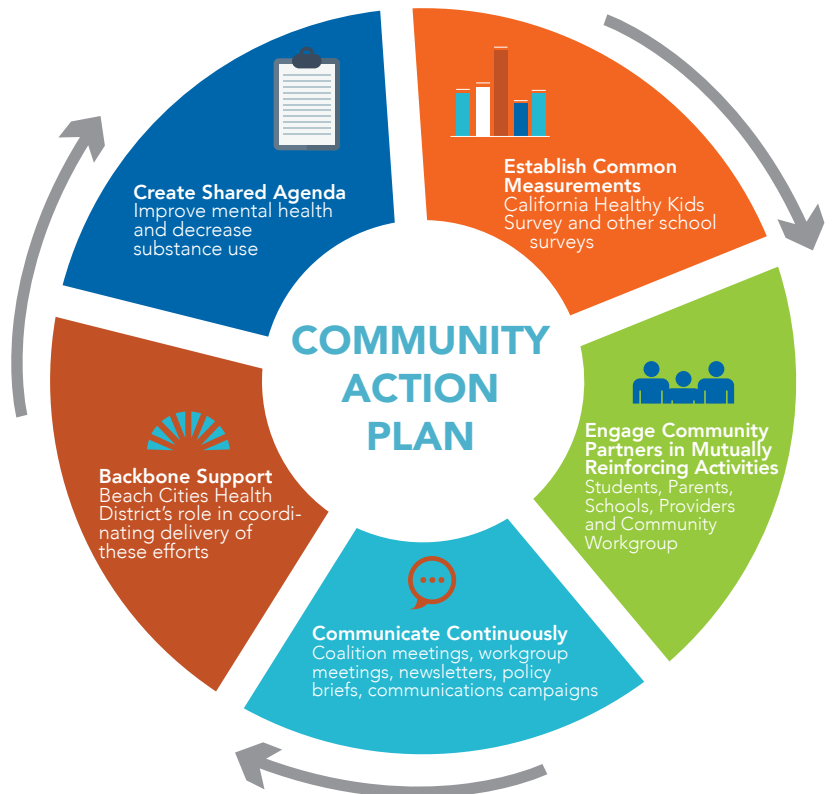 COMMUNITY
ACTION
PLAN
Create Shared Agenda
Improve mental health
and decrease
substance use
Establish Common
Measurements
California Healthy Kids
Survey and other school
surveys
Engage Community
Partners in Mutually
Reinforcing Activities
Students, Parents,
Schools, Providers
and Community
Workgroup
Communicate Continuously
Coalition meetings, workgroup
meetings, newsletters, policy
briefs, communications campaigns
Backbone Support
Beach Cities Health
District's role in coordi-
nating delivery of
these efforts